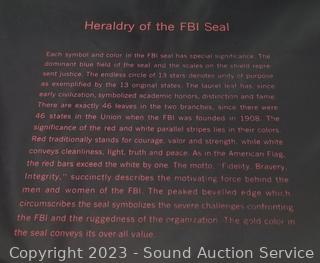 Heraldry of the FBI Seal
Each symbol and color in the FBI seal has special significance. The
dominant blue field of the seal and the scales on the shield repre-
sent justice. The endless circle of 13 stars denotes unity of purpose
as exemplified by the 13 original states. The laurel leaf has, since
early civilization, symbolized academic honors, distinction and fame.
There are exactly 46 leaves in the two branches, since there were
46 states in the Union when the FBI was founded in 1908. The
significance of the red and white parallel stripes lies in their colors.
Red traditionally stands for courage, valor and strength, while white
conveys cleanliness, light, truth and peace. As in the American Flag,
the red bars exceed the white by one. The motto, "Fidelity, Bravery,
Integrity," succinctly describes the motivating force behind the
men and women of the FBI. The peaked bevelled edge which
circumscribes the seal symbolizes the severe challenges confronting
the FBI and the ruggedness of the organization. The gold color in
the seal conveys its over all value.
Copyright 2023 - Sound Auction Service